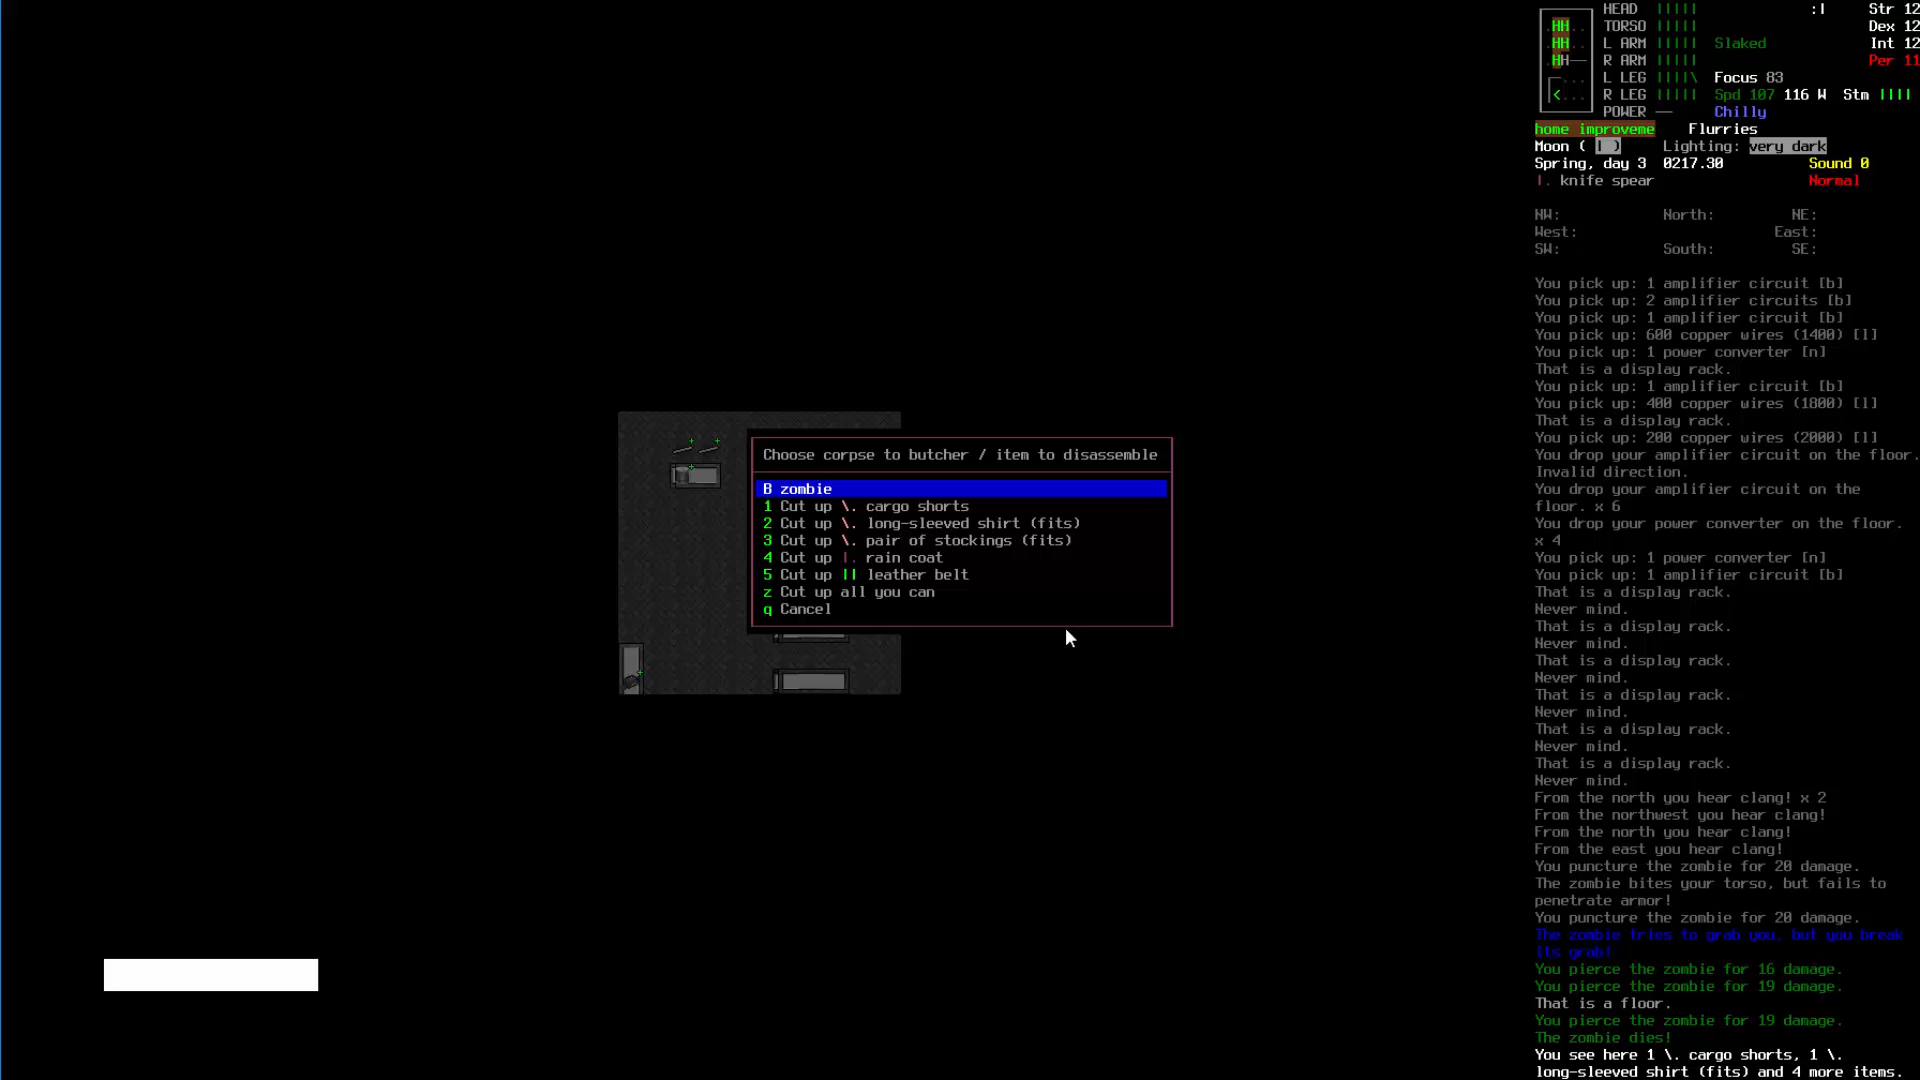 HEAD ||||| :| Str 12
HH.. TORSO ||||| Dex 12
HH.. L ARM ||||| Slaked Int 12
HH— R ARM ||||| Per 11
L LEG ||||\ Focus 83
<... R LEG ||||| Spd 107 116 W Stm ||||
POWER — Chilly
home improveme Flurries
Moon ( | ) Lighting: very dark
Spring, day 3 0217.30 Sound 0
|. knife spear Normal
NW: North: NE:
West: East:
SW: South: SE:
You pick up: 1 amplifier circuit [b]
You pick up: 2 amplifier circuits [b]
You pick up: 1 amplifier circuit [b]
You pick up: 600 copper wires (1400) [l]
You pick up: 1 power converter [n]
That is a display rack.
You pick up: 1 amplifier circuit [b]
You pick up: 400 copper wires (1800) [l]
That is a display rack.
You pick up: 200 copper wires (2000) [l]
You drop your amplifier circuit on the floor.
Invalid direction.
You drop your amplifier circuit on the
floor. x 6
You drop your power converter on the floor.
x 4
You pick up: 1 power converter [n]
You pick up: 1 amplifier circuit [b]
That is a display rack.
Never mind.
That is a display rack.
Never mind.
That is a display rack.
Never mind.
That is a display rack.
Never mind.
That is a display rack.
Never mind.
That is a display rack.
Never mind.
From the north you hear clang! x 2
From the northwest you hear clang!
From the north you hear clang!
From the east you hear clang!
You puncture the zombie for 20 damage.
The zombie bites your torso, but fails to
penetrate armor!
You puncture the zombie for 20 damage.
The zombie tries to grab you, but you break
its grab!
You pierce the zombie for 16 damage.
You pierce the zombie for 19 damage.
That is a floor.
You pierce the zombie for 19 damage.
The zombie dies!
You see here 1 \. cargo shorts, 1 \.
long-sleeved shirt (fits) and 4 more items.
Choose corpse to butcher / item to disassemble
B zombie
1 Cut up \. cargo shorts
2 Cut up \. long-sleeved shirt (fits)
3 Cut up \. pair of stockings (fits)
4 Cut up |. rain coat
5 Cut up || leather belt
z Cut up all you can
q Cancel